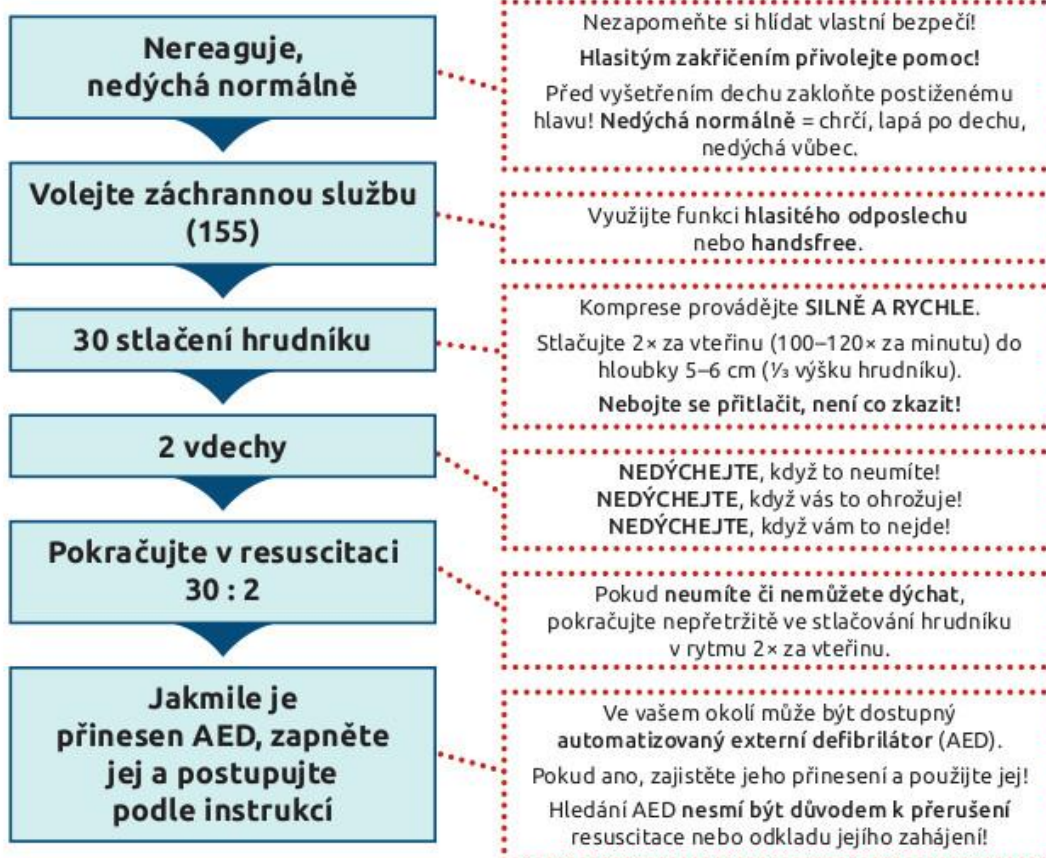 Nereaguje,
nedýchá normálně
Nezapomeňte si hlídat vlastní bezpečí!
Hlasitým zakřičením přivolejte pomoc!
Před vyšetřením dechu zakloňte postiženému
hlavu! Nedýchá normálně = chrčí, lapá po dechu,
nedýchá vůbec.
Volejte záchrannou službu
(155)
Využijte funkci hlasitého odposlechu
nebo handsfree.
30 stlačení hrudníku
Komprese provádějte SILNĚ A RYCHLE.
Stlačujte 2× za vteřinu (100–120× za minutu) do
hloubky 5–6 cm (⅓ výšku hrudníku).
Nebojte se přitlačit, není co zkazit!
2 vdechy
NEDÝCHEJTE, když to neumíte!
NEDÝCHEJTE, když vás to ohrožuje!
NEDÝCHEJTE, když vám to nejde!
Pokračujte v resuscitaci
30 : 2
Pokud neumíte či nemůžete dýchat,
pokračujte nepřetržitě ve stlačování hrudníku
v rytmu 2× za vteřinu.
Jakmile je
přinesen AED, zapněte
jej a postupujte
podle instrukcí
Ve vašem okolí může být dostupný
automatizovaný externí defibrilátor (AED).
Pokud ano, zajistěte jeho přinesení a použijte jej!
Hledání AED nesmí být důvodem k přerušení
resuscitace nebo odkladu jejího zahájení!